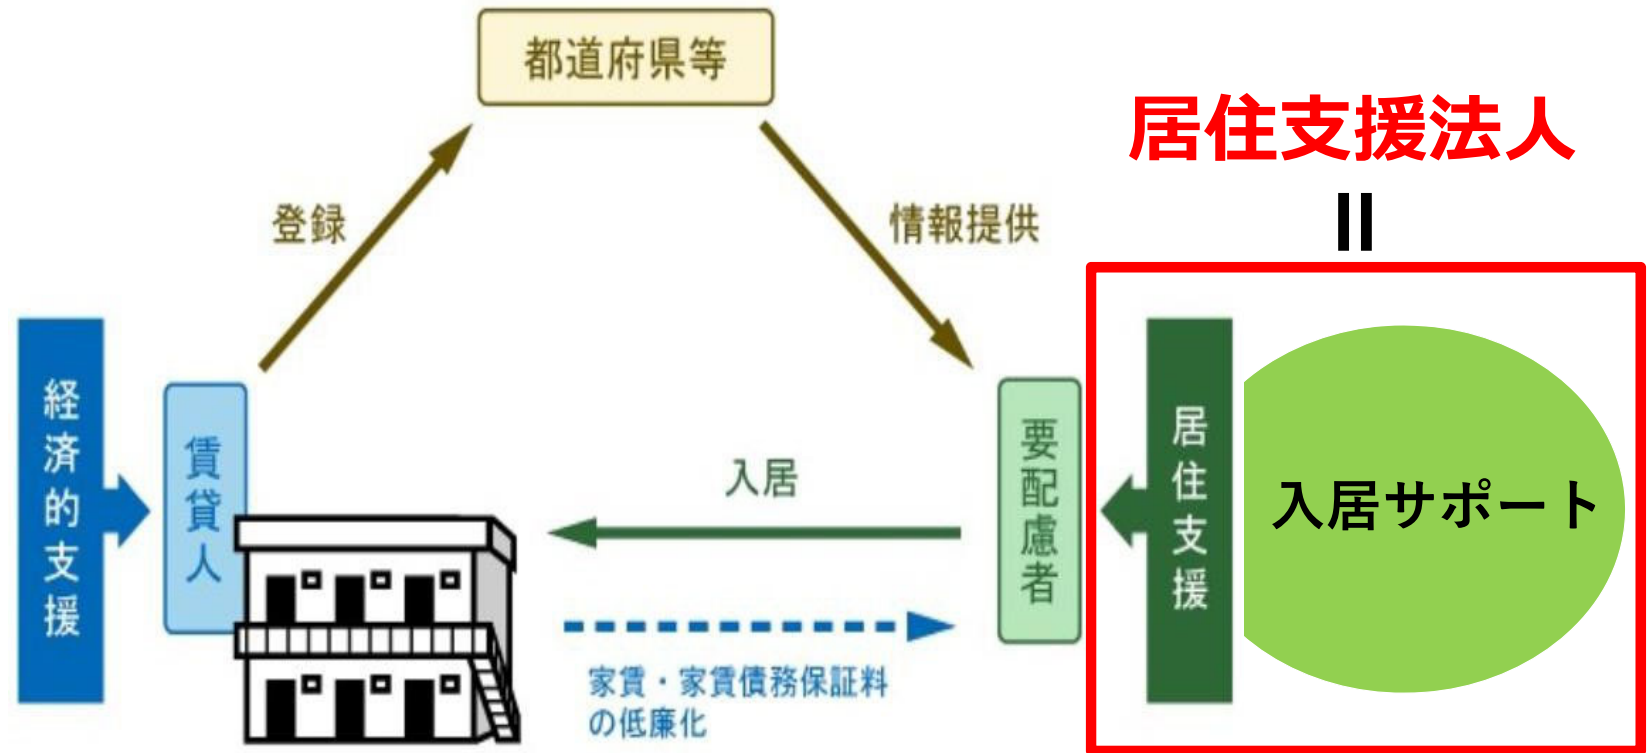 都道府県等
居住支援法人
=
登録
情報提供
経済的支援
賃貸人
入居
要配慮者
居住支援
入居サポート
家賃・家賃債務保証料
の低廉化